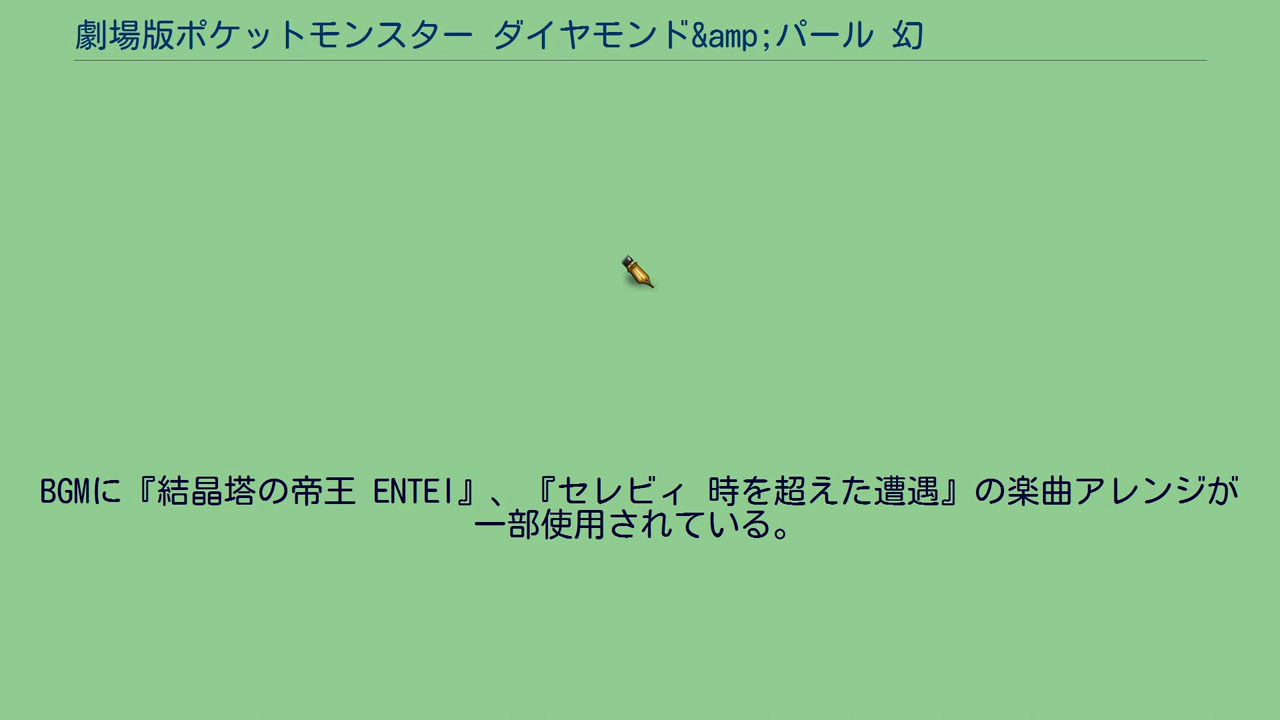 劇場版ポケットモンスター ダイヤモンド&amp;パール 幻
BGMに『結晶塔の帝王 ENTEI』、『セレビィ 時を超えた遭遇』の楽曲アレンジが
一部使用されている。